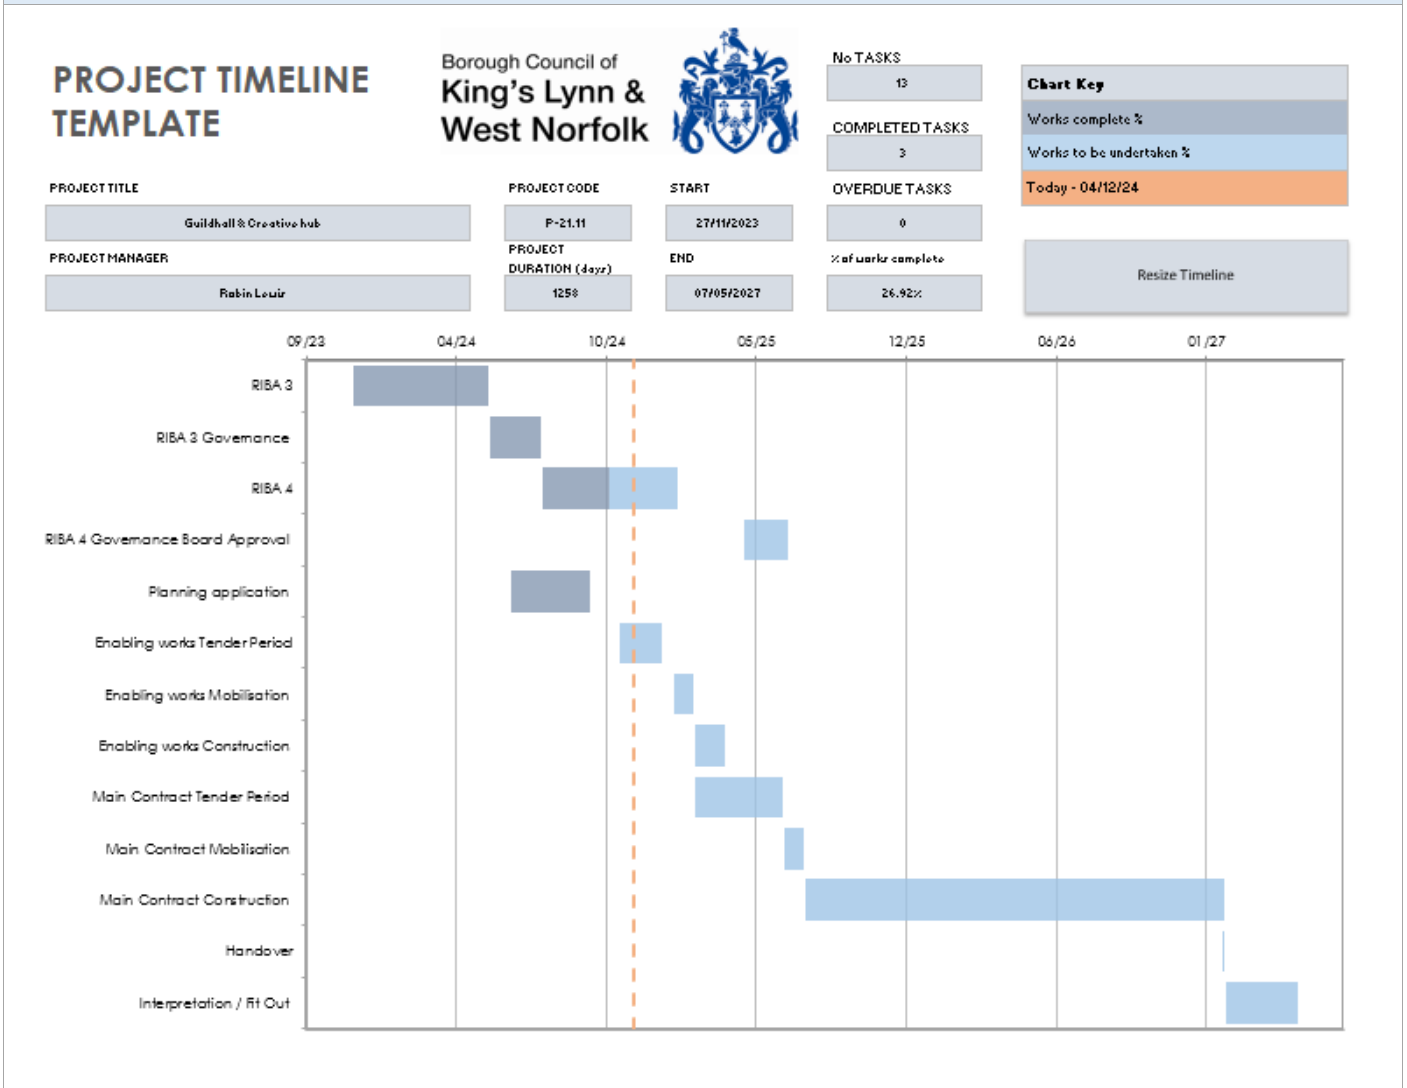 PROJECT TIMELINE
TEMPLATE
Borough Council of
King's Lynn &
West Norfolk
No TASKS
13
COMPLETED TASKS
3
OVERDUE TASKS
0
% of works complete
26.92%
Chart Key
Works complete %
Works to be undertaken %
Today - 04/12/24
Resize Timeline
PROJECT TITLE
Guildhall & Creative hub
PROJECT CODE
P-21.11
START
27/11/2023
PROJECT MANAGER
Robin Lewis
PROJECT
DURATION (days)
1258
END
07/05/2027
09/23 04/24 10/24 05/25 12/25 06/26 01/27
RIBA 3
RIBA 3 Governance
RIBA 4
RIBA 4 Governance Board Approval
Planning application
Enabling works Tender Period
Enabling works Mobilisation
Enabling works Construction
Main Contract Tender Period
Main Contract Mobilisation
Main Contract Construction
Handover
Interpretation / Fit Out